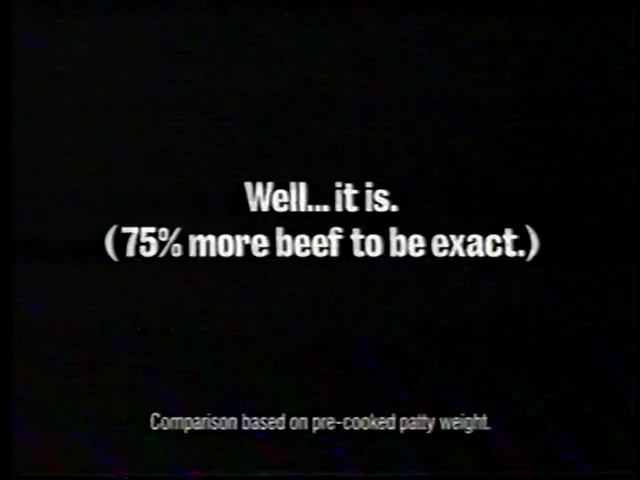 Well... it is.
(75% more beef to be exact.)
Comparison based on pre-cooked patty weight.